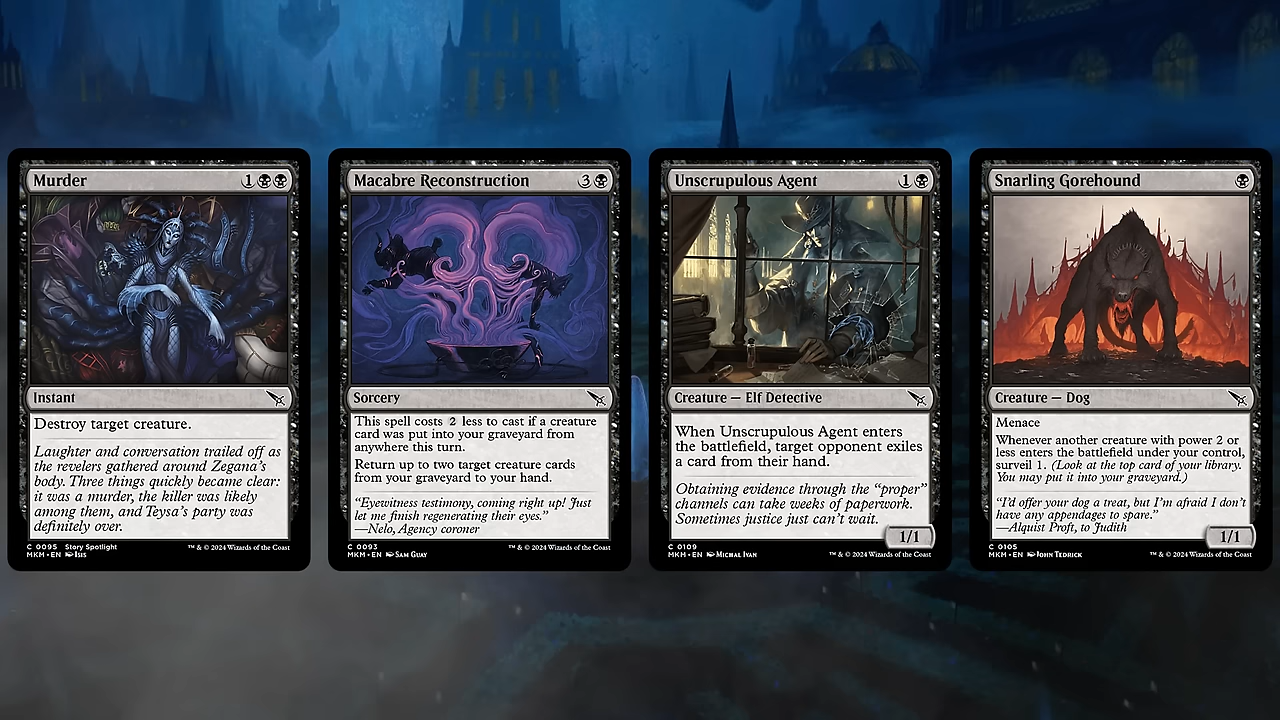 Murder 1
Instant
Destroy target creature.
Laughter and conversation trailed off as
the revelers gathered around Zegana's
body. Three things quickly became clear:
it was a murder, the killer was likely
among them, and Teysa's party was
definitely over.
C 0095 Story Spotlight
MKM • EN Isis
™ & © 2024 Wizards of the Coast
Macabre Reconstruction 3
Sorcery
This spell costs 2 less to cast if a creature
card was put into your graveyard from
anywhere this turn.
Return up to two target creature cards
from your graveyard to your hand.
"Eyewitness testimony, coming right up! Just
let me finish regenerating their eyes."
—Nelo, Agency coroner
C 0093
MKM • EN Sam Guay
™ & © 2024 Wizards of the Coast
Unscrupulous Agent 1
Creature — Elf Detective
When Unscrupulous Agent enters
the battlefield, target opponent exiles
a card from their hand.
Obtaining evidence through the "proper"
channels can take weeks of paperwork.
Sometimes justice just can't wait.
1/1
C 0109
MKM • EN Michal Ivan
™ & © 2024 Wizards of the Coast
Snarling Gorehound
Creature — Dog
Menace
Whenever another creature with power 2 or
less enters the battlefield under your control,
surveil 1. (Look at the top card of your library.
You may put it into your graveyard.)
"I'd offer your dog a treat, but I'm afraid I don't
have any appendages to spare."
—Alquist Proft, to Judith
1/1
C 0105
MKM • EN John Tedrick
™ & © 2024 Wizards of the Coast